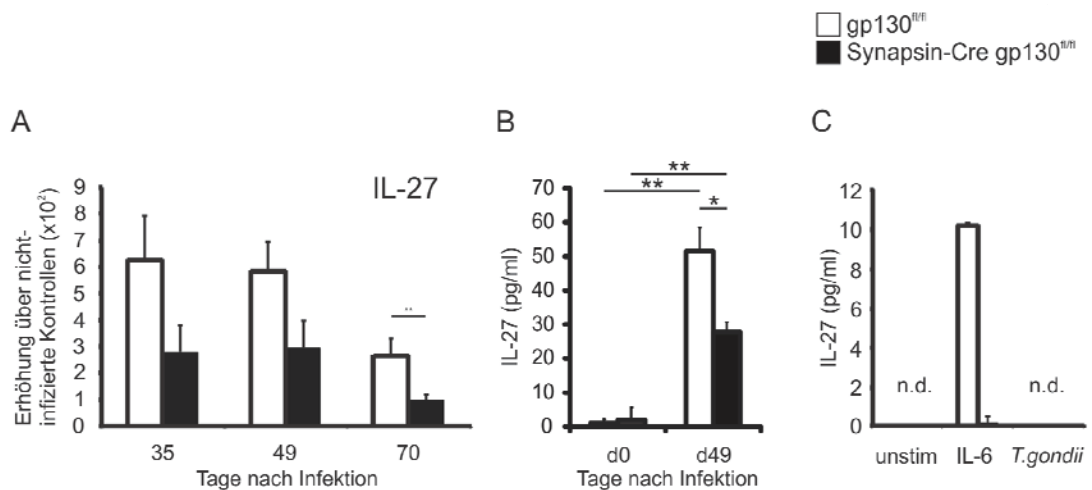 gp130fl/fl
Synapsin-Cre gp130fl/fl
A
B
C
IL-27
Erhöhung über nicht-
infizierte Kontrollen (x10²)
9
8
7
6
5
4
3
2
1
0
**
35 49 70
Tage nach Infektion
IL-27 (pg/ml)
70
60
50
40
30
20
10
0
**
**
*
d0 d49
Tage nach Infektion
IL-27 (pg/ml)
12
10
8
6
4
2
0
n.d. n.d.
unstim IL-6 T.gondii